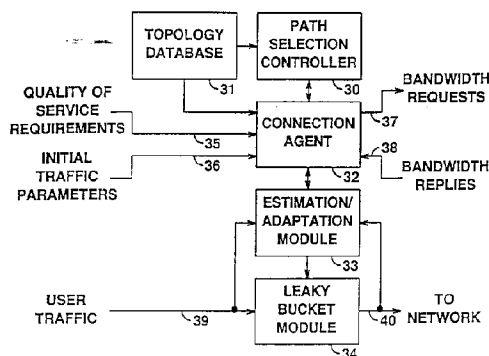 TOPOLOGY
DATABASE
31
PATH
SELECTION
CONTROLLER
30
QUALITY OF
SERVICE
REQUIREMENTS
35
INITIAL
TRAFFIC
PARAMETERS
36
CONNECTION
AGENT
32
BANDWIDTH
REQUESTS
37
38
BANDWIDTH
REPLIES
ESTIMATION/
ADAPTATION
MODULE
33
USER
TRAFFIC
39
LEAKY
BUCKET
MODULE
34
40
TO
NETWORK